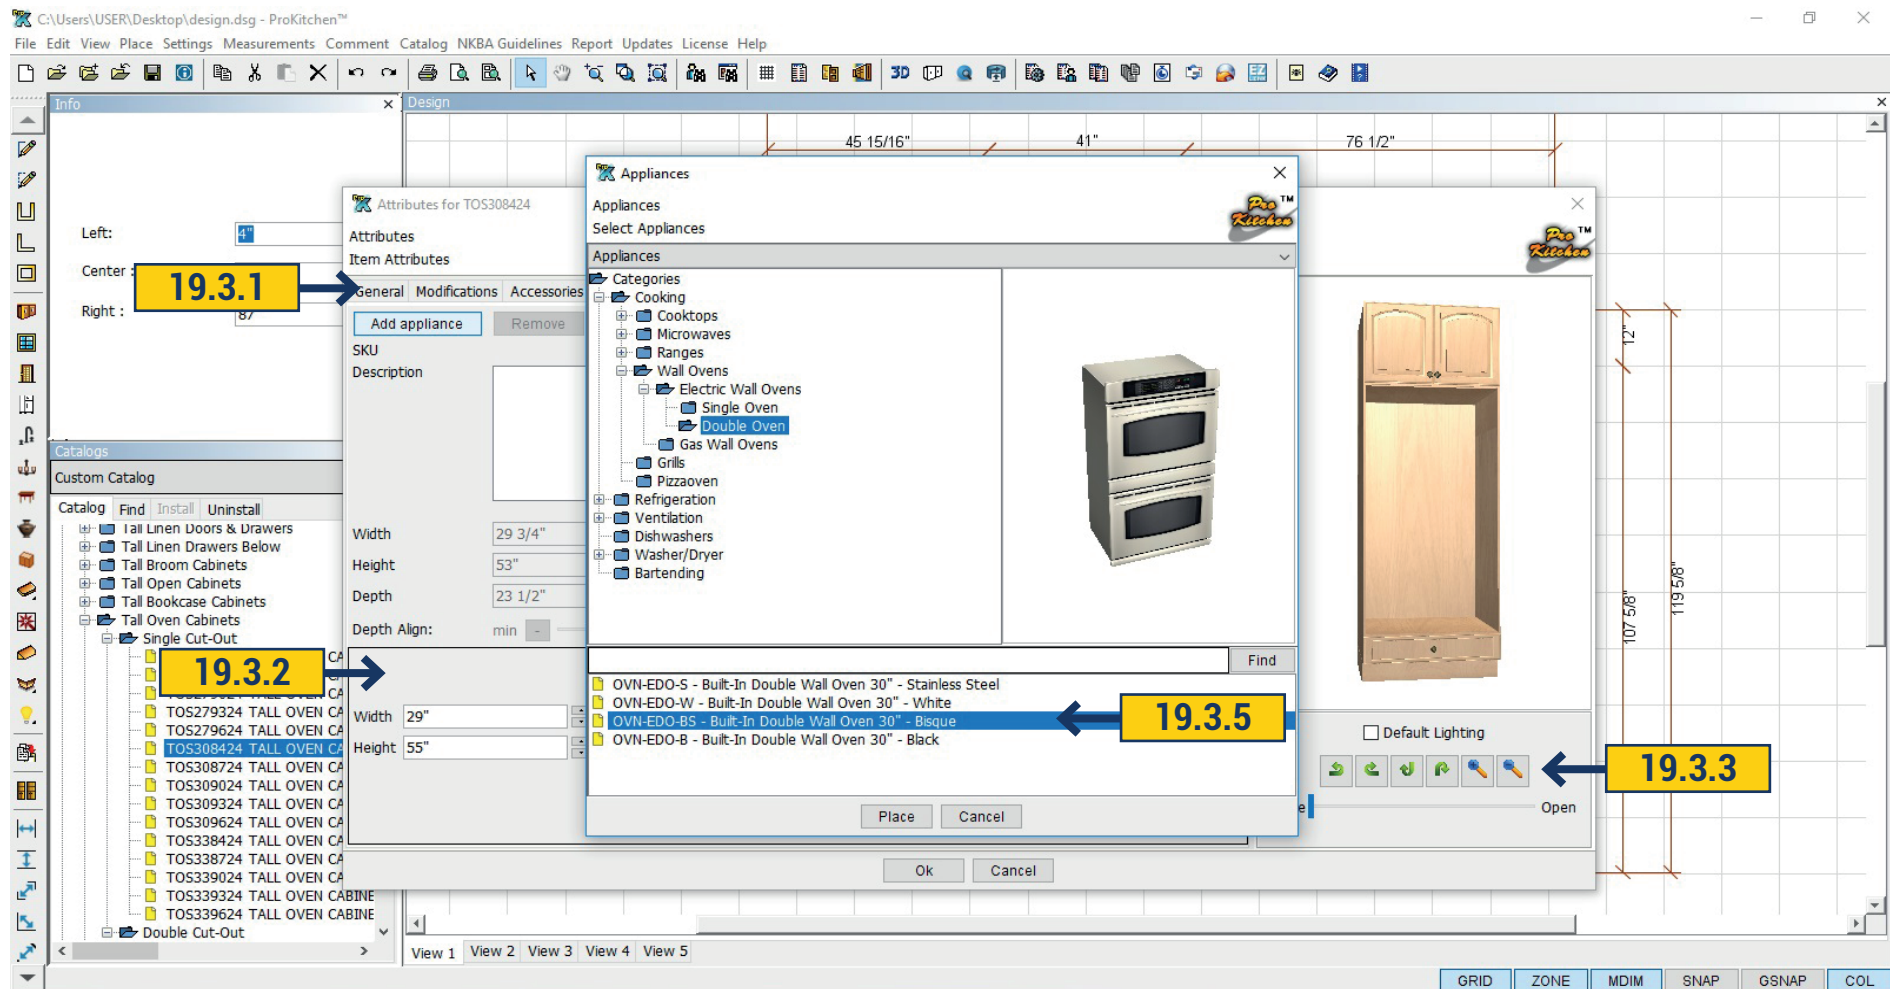 C:\Users\USER\Desktop\design.dsg - ProKitchen™
File Edit View Place Settings Measurements Comment Catalog NKBA Guidelines Report Updates License Help
3D
Info
Left:
4"
Center :
Right :
87
Design
45 15/16"
41"
76 1/2"
12"
107 5/8"
119 5/8"
Catalogs
Custom Catalog
Catalog Find Install Uninstall
Tall Linen Doors & Drawers
Tall Linen Drawers Below
Tall Broom Cabinets
Tall Open Cabinets
Tall Bookcase Cabinets
Tall Oven Cabinets
Single Cut-Out
CA
TOS279324 TALL OVEN CA
TOS279624 TALL OVEN CA
TOS308424 TALL OVEN CA
TOS308724 TALL OVEN CA
TOS309024 TALL OVEN CA
TOS309324 TALL OVEN CA
TOS309624 TALL OVEN CA
TOS338424 TALL OVEN CA
TOS338724 TALL OVEN CA
TOS339024 TALL OVEN CA
TOS339324 TALL OVEN CABINE
TOS339624 TALL OVEN CABINE
Double Cut-Out
Attributes for TOS308424
Attributes
Item Attributes
Pro Kitchen ™
General Modifications Accessories
Add appliance Remove
SKU
Description
Width 29 3/4"
Height 53"
Depth 23 1/2"
Depth Align: min -
Width 29"
Height 55"
Default Lighting
Open
Ok Cancel
Appliances
Appliances
Select Appliances
Pro Kitchen ™
Appliances
Categories
Cooking
Cooktops
Microwaves
Ranges
Wall Ovens
Electric Wall Ovens
Single Oven
Double Oven
Gas Wall Ovens
Grills
Pizzaoven
Refrigeration
Ventilation
Dishwashers
Washer/Dryer
Bartending
Find
OVN-EDO-S - Built-In Double Wall Oven 30" - Stainless Steel
OVN-EDO-W - Built-In Double Wall Oven 30" - White
OVN-EDO-BS - Built-In Double Wall Oven 30" - Bisque
OVN-EDO-B - Built-In Double Wall Oven 30" - Black
Place Cancel
19.3.1
19.3.2
19.3.5
19.3.3
View 1 View 2 View 3 View 4 View 5
GRID ZONE MDIM SNAP GSNAP COL